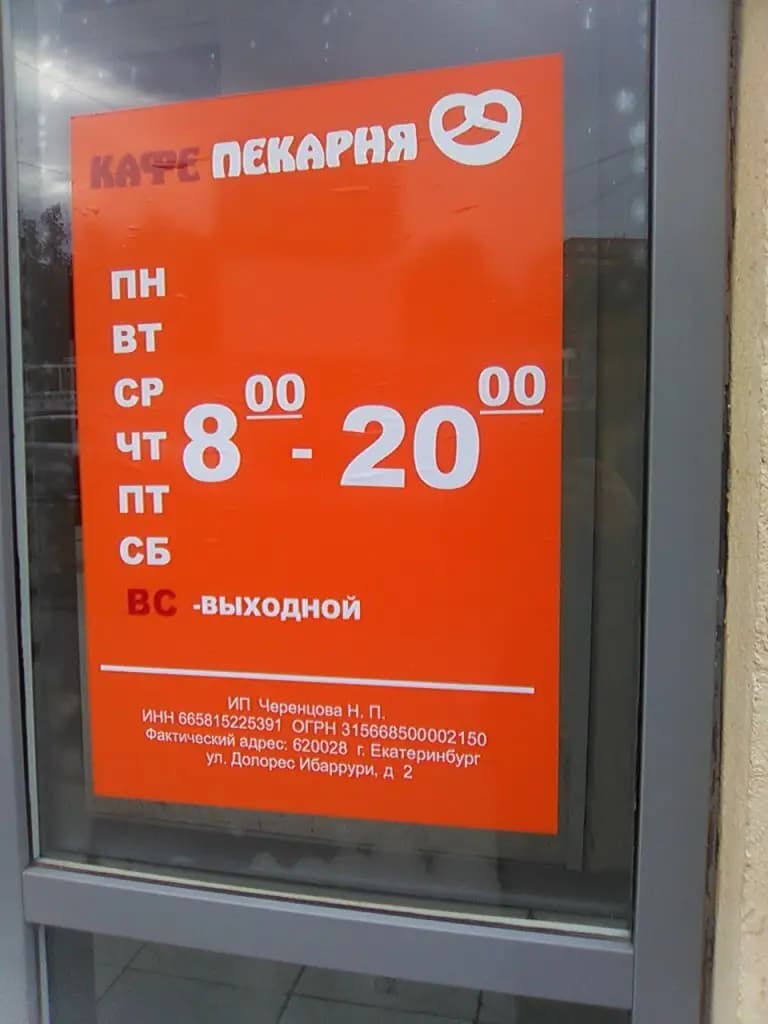 КАФЕ ПЕКАРНЯ
ПН
ВТ
СР
ЧТ
ПТ
СБ
8 00 - 20 00
ВС -ВЫХОДНОЙ
ИП Черенцова Н. П.
ИНН 665815225391 ОГРН 315668500002150
Фактический адрес: 620028 г. Екатеринбург
ул. Долорес Ибаррури, д 2